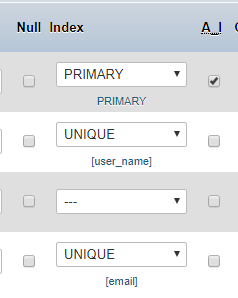 Null Index A_I
PRIMARY
PRIMARY
UNIQUE
[user_name]
---
UNIQUE
[email]